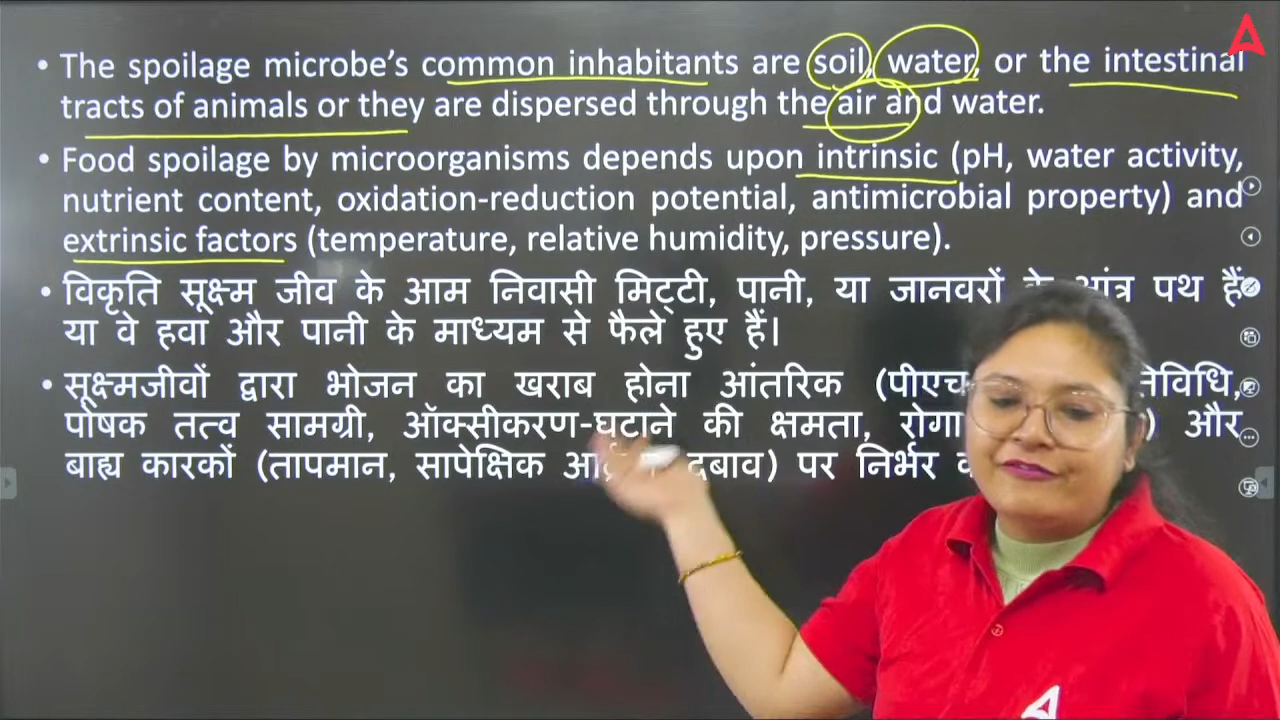 • The spoilage microbe's common inhabitants are soil, water, or the intestinal
tracts of animals or they are dispersed through the air and water.
• Food spoilage by microorganisms depends upon intrinsic (pH, water activity,
nutrient content, oxidation-reduction potential, antimicrobial property) and
extrinsic factors (temperature, relative humidity, pressure).
• विकृति सूक्ष्म जीव के आम निवासी मिट्टी, पानी, या जानवरों के आंत्र पथ हैं
या वे हवा और पानी के माध्यम से फैले हुए हैं।
• सूक्ष्मजीवों द्वारा भोजन का खराब होना आंतरिक
पोषक तत्व सामग्री, ऑक्सीकरण-घटाने की क्षमता, ) और
बाह्य कारकों (तापमान, सापेक्षिक दबाव) पर निर्भर